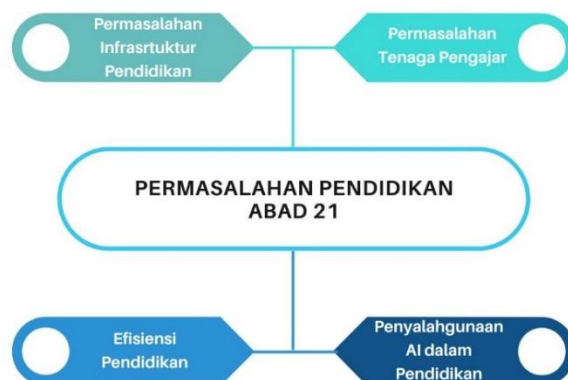 Permasalahan
Infrasrtuktur
Pendidikan
Permasalahan
Tenaga Pengajar
PERMASALAHAN PENDIDIKAN
ABAD 21
Efisiensi
Pendidikan
Penyalahgunaan
AI dalam
Pendidikan